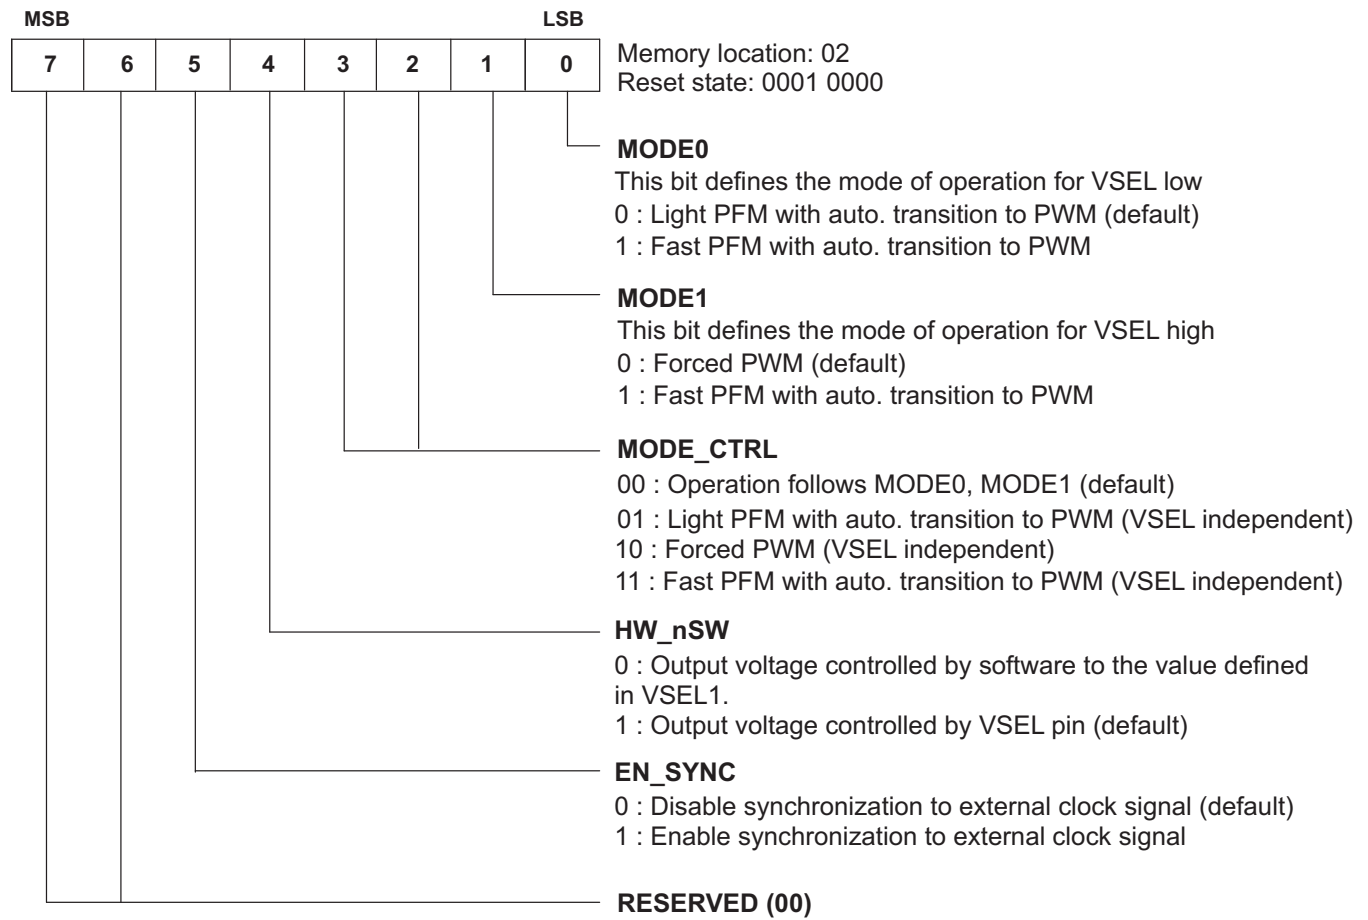 MSB LSB
7 6 5 4 3 2 1 0
Memory location: 02
Reset state: 0001 0000
MODE0
This bit defines the mode of operation for VSEL low
0 : Light PFM with auto. transition to PWM (default)
1 : Fast PFM with auto. transition to PWM
MODE1
This bit defines the mode of operation for VSEL high
0 : Forced PWM (default)
1 : Fast PFM with auto. transition to PWM
MODE_CTRL
00 : Operation follows MODE0, MODE1 (default)
01 : Light PFM with auto. transition to PWM (VSEL independent)
10 : Forced PWM (VSEL independent)
11 : Fast PFM with auto. transition to PWM (VSEL independent)
HW_nSW
0 : Output voltage controlled by software to the value defined
in VSEL1.
1 : Output voltage controlled by VSEL pin (default)
EN_SYNC
0 : Disable synchronization to external clock signal (default)
1 : Enable synchronization to external clock signal
RESERVED (00)